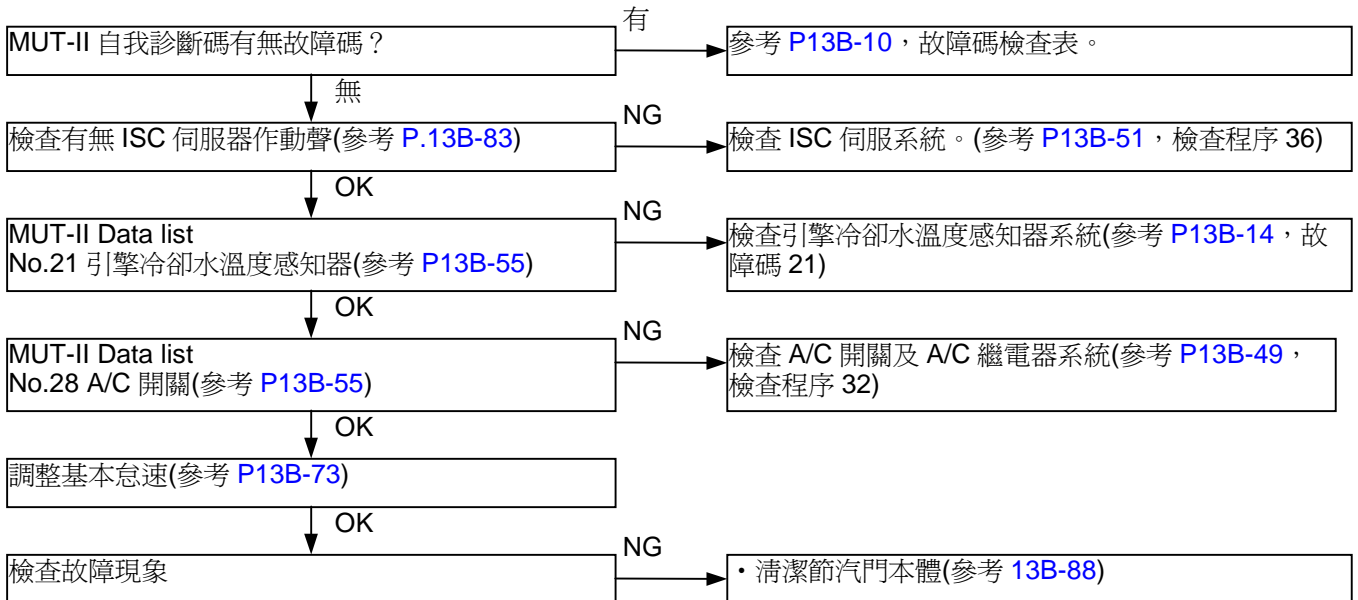 有
MUT-II 自我診斷碼有無故障碼？
參考 P13B-10，故障碼檢查表。
無
NG
檢查有無 ISC 伺服器作動聲(參考 P.13B-83)
檢查 ISC 伺服系統。(參考 P13B-51，檢查程序 36)
OK
NG
MUT-II Data list
No.21 引擎冷卻水溫度感知器(參考 P13B-55)
檢查引擎冷卻水溫度感知器系統(參考 P13B-14，故
障碼 21)
OK
NG
MUT-II Data list
No.28 A/C 開關(參考 P13B-55)
檢查 A/C 開關及 A/C 繼電器系統(參考 P13B-49，
檢查程序 32)
OK
調整基本怠速(參考 P13B-73)
OK
NG
檢查故障現象
・清潔節汽門本體(參考 13B-88)